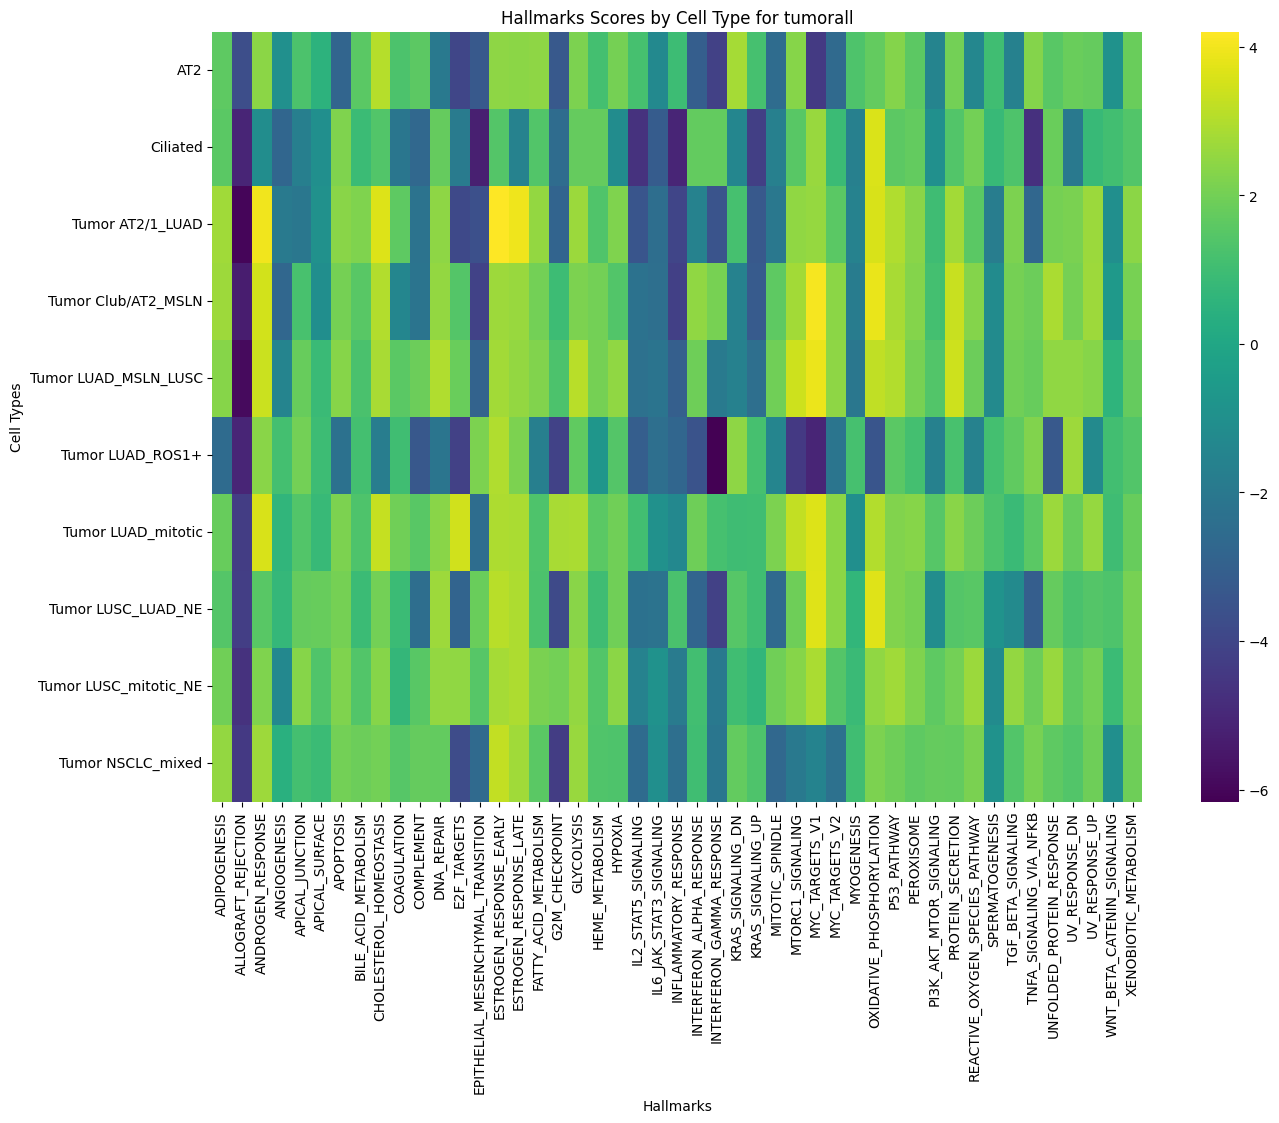 Hallmarks Scores by Cell Type for tumorall
Cell Types
AT2
Ciliated
Tumor AT2/1_LUAD
Tumor Club/AT2_MSLN
Tumor LUAD_MSLN_LUSC
Tumor LUAD_ROS1+
Tumor LUAD_mitotic
Tumor LUSC_LUAD_NE
Tumor LUSC_mitotic_NE
Tumor NSCLC_mixed
4
2
0
−2
−4
−6
ADIPOGENESIS
ALLOGRAFT_REJECTION
ANDROGEN_RESPONSE
ANGIOGENESIS
APICAL_JUNCTION
APICAL_SURFACE
APOPTOSIS
BILE_ACID_METABOLISM
CHOLESTEROL_HOMEOSTASIS
COAGULATION
COMPLEMENT
DNA_REPAIR
E2F_TARGETS
EPITHELIAL_MESENCHYMAL_TRANSITION
ESTROGEN_RESPONSE_EARLY
ESTROGEN_RESPONSE_LATE
FATTY_ACID_METABOLISM
G2M_CHECKPOINT
GLYCOLYSIS
HEME_METABOLISM
HYPOXIA
IL2_STAT5_SIGNALING
IL6_JAK_STAT3_SIGNALING
INFLAMMATORY_RESPONSE
INTERFERON_ALPHA_RESPONSE
INTERFERON_GAMMA_RESPONSE
KRAS_SIGNALING_DN
KRAS_SIGNALING_UP
MITOTIC_SPINDLE
MTORC1_SIGNALING
MYC_TARGETS_V1
MYC_TARGETS_V2
MYOGENESIS
OXIDATIVE_PHOSPHORYLATION
P53_PATHWAY
PEROXISOME
PI3K_AKT_MTOR_SIGNALING
PROTEIN_SECRETION
REACTIVE_OXYGEN_SPECIES_PATHWAY
SPERMATOGENESIS
TGF_BETA_SIGNALING
TNFA_SIGNALING_VIA_NFKB
UNFOLDED_PROTEIN_RESPONSE
UV_RESPONSE_DN
UV_RESPONSE_UP
WNT_BETA_CATENIN_SIGNALING
XENOBIOTIC_METABOLISM
Hallmarks